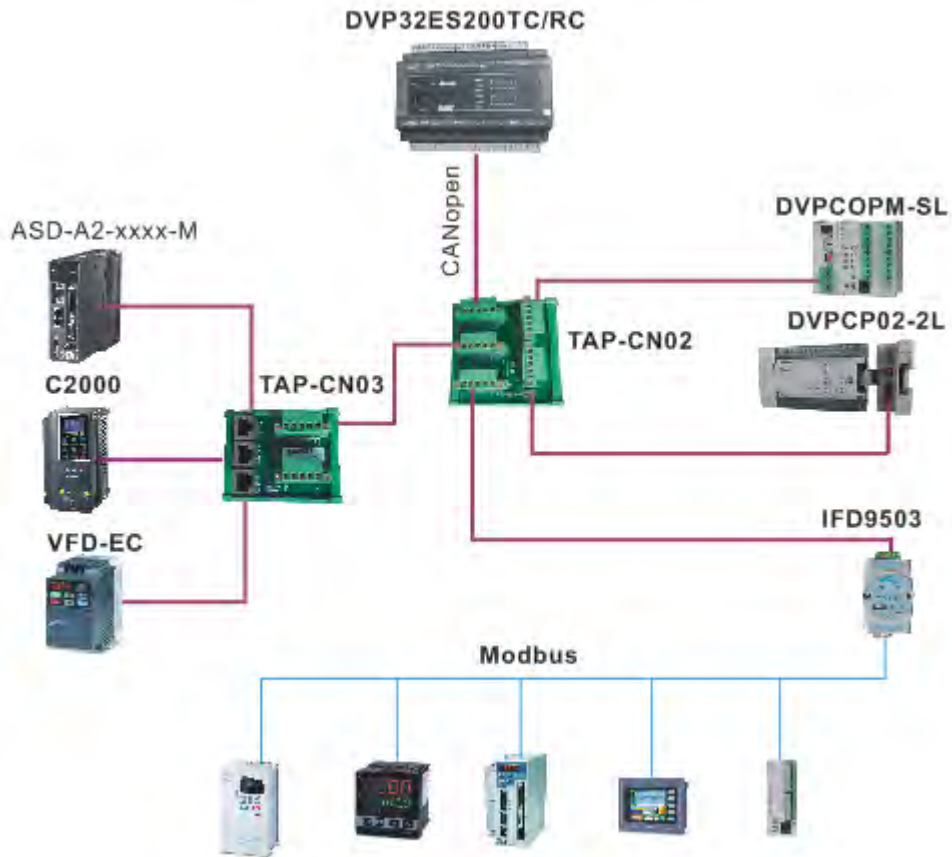 DVP32ES200TC/RC
CANopen
DVPCOPM-SL
ASD-A2-xxxx-M
DVPCP02-2L
TAP-CN02
C2000
TAP-CN03
IFD9503
VFD-EC
Modbus